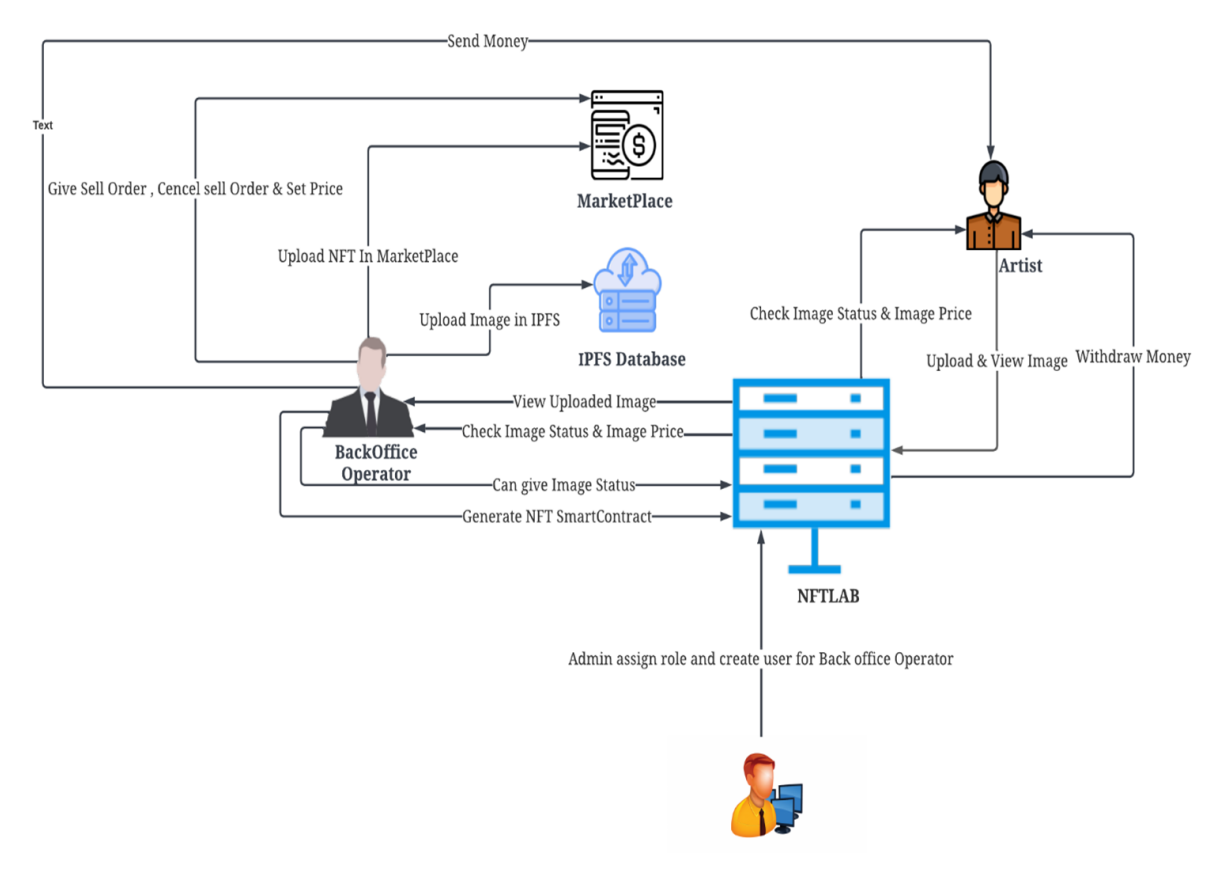 Send Money
Text
Give Sell Order , Cencel sell Order & Set Price
MarketPlace
Upload NFT In MarketPlace
Artist
Check Image Status & Image Price
Upload Image in IPFS
IPFS Database
Upload & View Image
Withdraw Money
View Uploaded Image
Check Image Status & Image Price
BackOffice
Operator
Can give Image Status
Generate NFT SmartContract
NFTLAB
Admin assign role and create user for Back office Operator